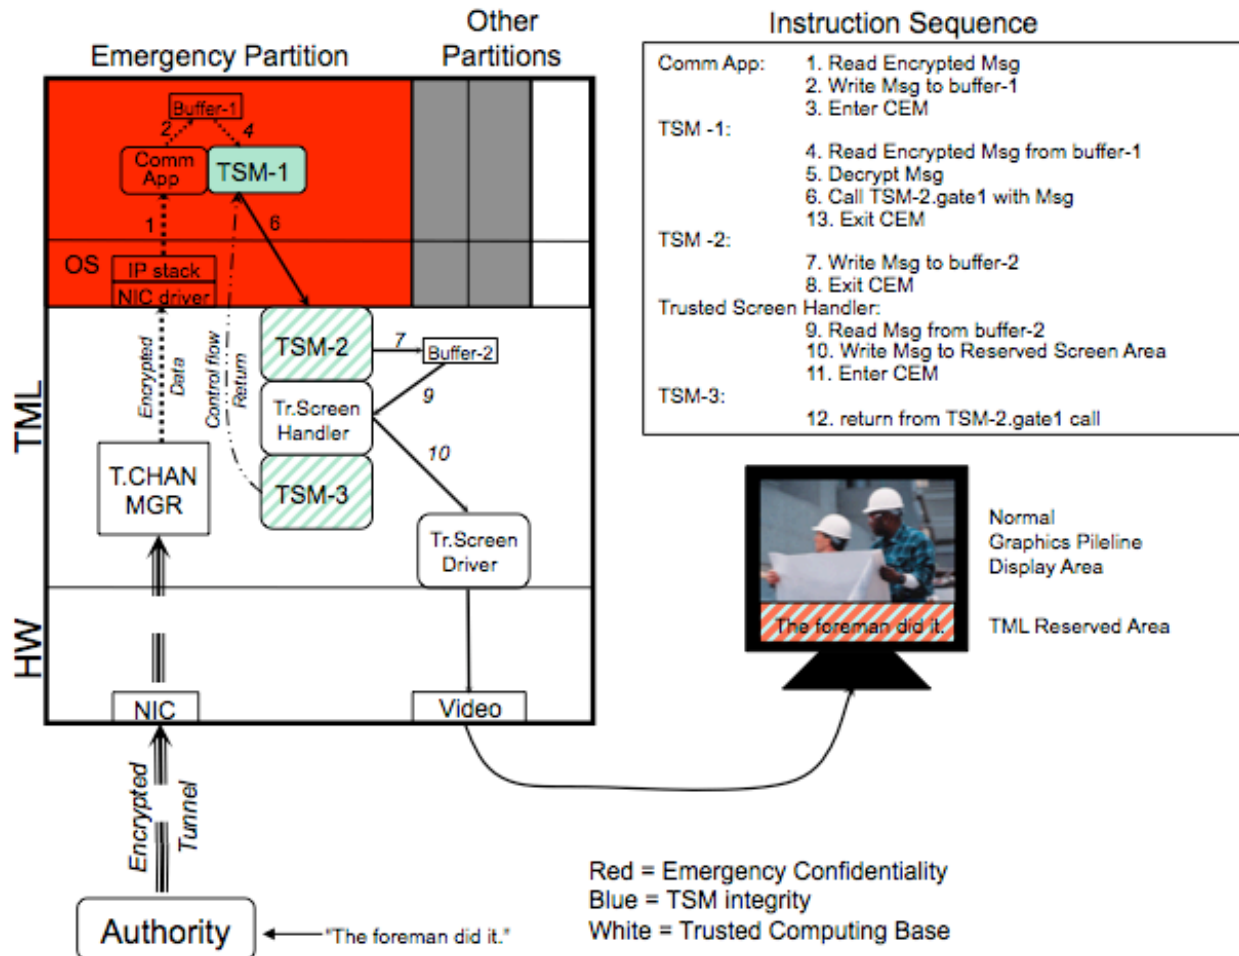 Other
Partitions
Emergency Partition
Instruction Sequence
Buffer-1
2
4
Comm
App
TSM-1
1
6
OS
IP stack
NIC driver
TML
Encrypted
Data
Control flow
Return
TSM-2
7
Buffer-2
9
Tr.Screen
Handler
10
TSM-3
T.CHAN
MGR
Tr.Screen
Driver
HW
NIC
Video
Encrypted
Tunnel
Authority
"The foreman did it."
Comm App:
1. Read Encrypted Msg
2. Write Msg to buffer-1
3. Enter CEM
TSM -1:
4. Read Encrypted Msg from buffer-1
5. Decrypt Msg
6. Call TSM-2.gate1 with Msg
13. Exit CEM
TSM -2:
7. Write Msg to buffer-2
8. Exit CEM
Trusted Screen Handler:
9. Read Msg from buffer-2
10. Write Msg to Reserved Screen Area
11. Enter CEM
TSM-3:
12. return from TSM-2.gate1 call
The foreman did it.
Normal
Graphics Pileline
Display Area
TML Reserved Area
Red = Emergency Confidentiality
Blue = TSM integrity
White = Trusted Computing Base